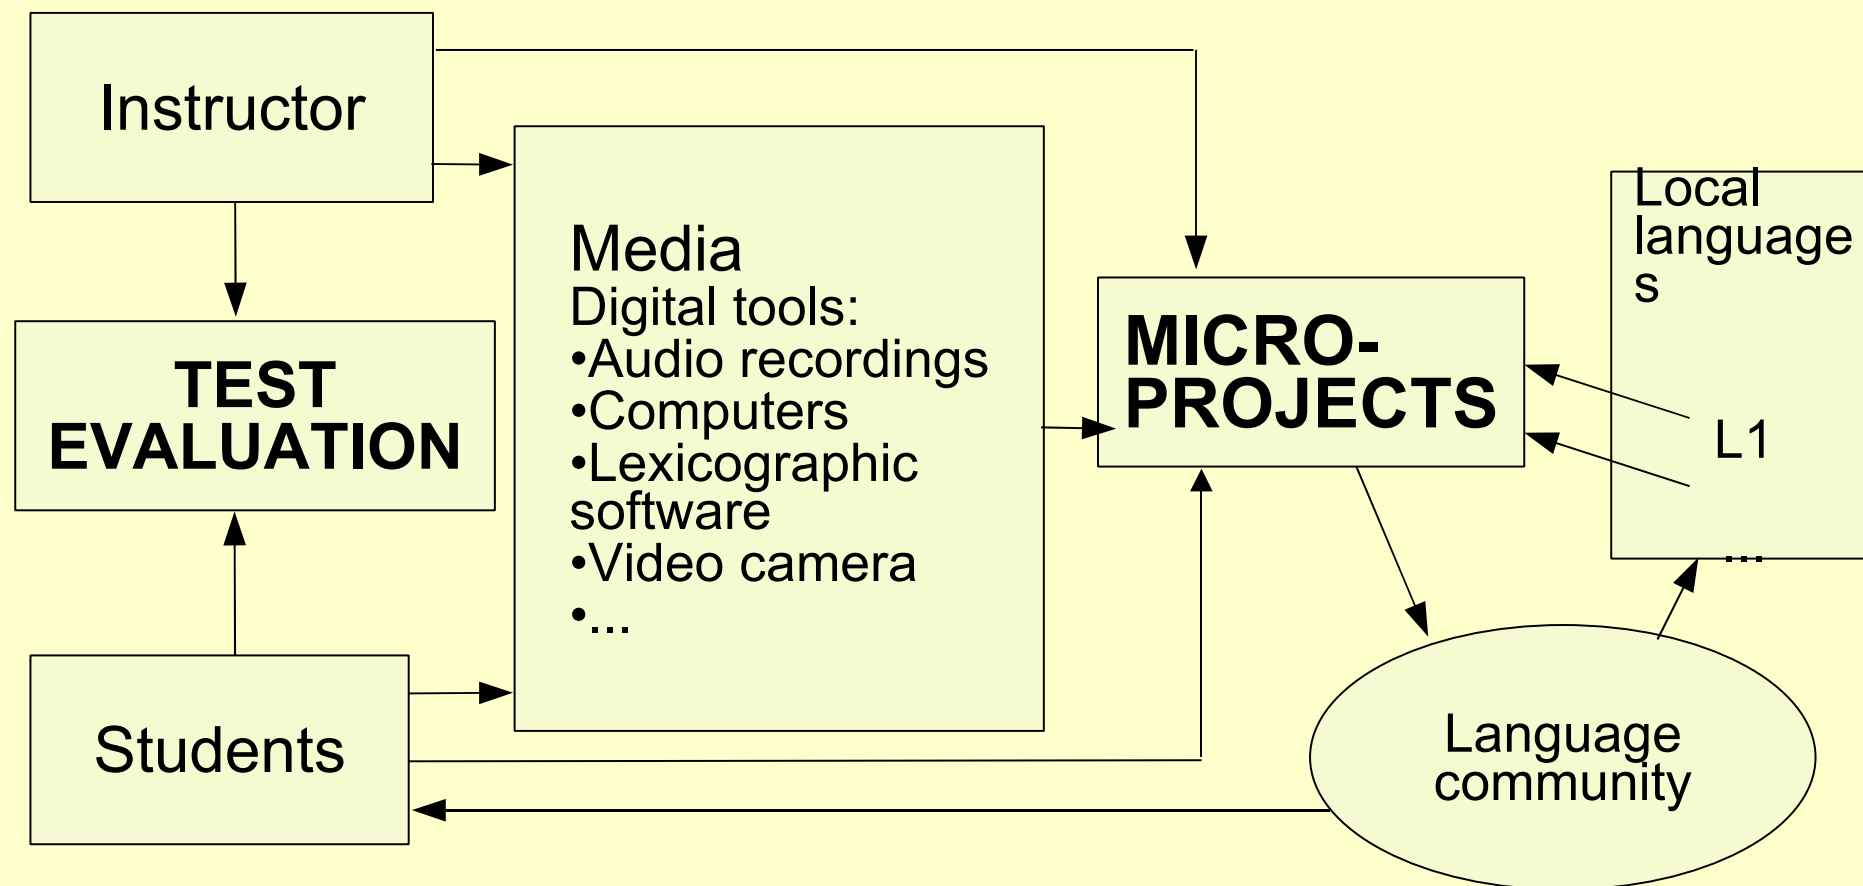 Instructor
TEST
EVALUATION
Students
Media
Digital tools:
•Audio recordings
•Computers
•Lexicographic
software
•Video camera
•...
MICRO-
PROJECTS
Local
language
s
L1
...
Language
community